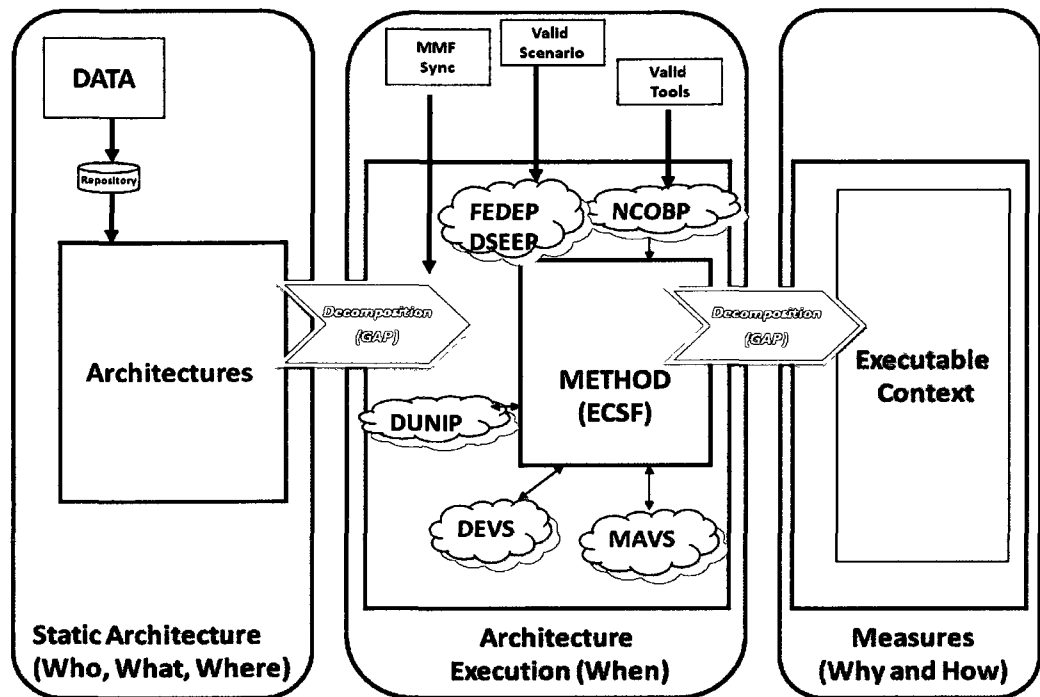 DATA
Repository
Architectures
Static Architecture
(Who, What, Where)
Decomposition
(GAP)
MMF
Sync
Valid
Scenario
Valid
Tools
FEDEP
DSEEP
NCOBP
METHOD
(ECSF)
DUNIP
DEVS
MAVS
Architecture
Execution (When)
Decomposition
(GAP)
Executable
Context
Measures
(Why and How)